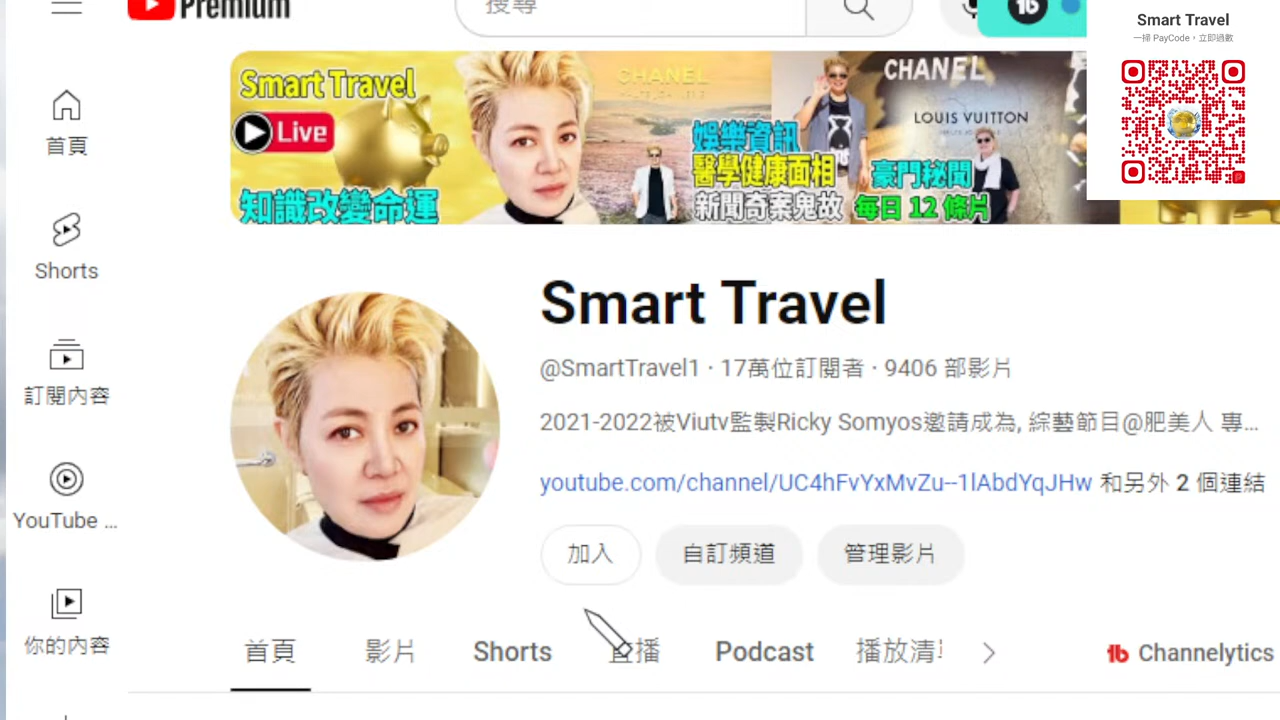 Premium
搜尋
Smart Travel
一掃 PayCode，立即過數
Smart Travel
Live
知識改變命運
CHANEL
娛樂資訊
醫學健康面相
新聞奇案鬼故
CHANEL
LOUIS VUITTON
豪門秘聞
每日 12 條片
首頁
Shorts
訂閱內容
YouTube ...
你的內容
Smart Travel
@SmartTravel1 · 17萬位訂閱者 · 9406 部影片
2021-2022被Viutv監製Ricky Somyos邀請成為, 綜藝節目@肥美人 專...
youtube.com/channel/UC4hFvYxMvZu--1lAbdYqJHw 和另外 2 個連結
加入
自訂頻道
管理影片
首頁
影片
Shorts
直播
Podcast
播放清
Channelytics